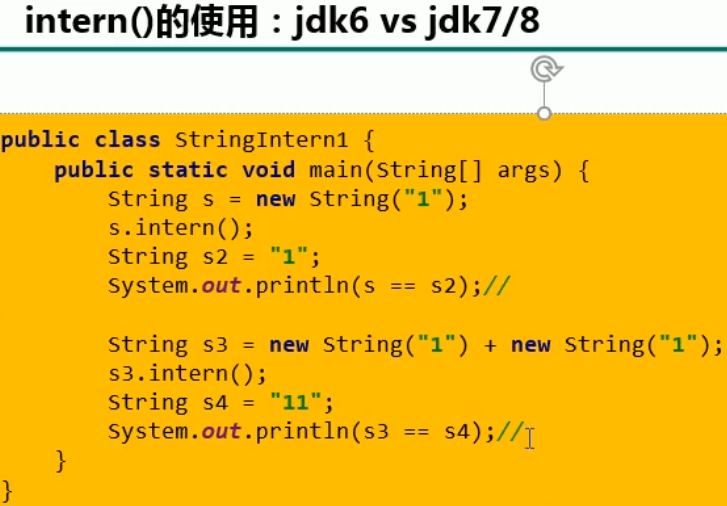 intern()的使用：jdk6 vs jdk7/8
public class StringIntern1 {
    public static void main(String[] args) {
        String s = new String("1");
        s.intern();
        String s2 = "1";
        System.out.println(s == s2);//
        String s3 = new String("1") + new String("1");
        s3.intern();
        String s4 = "11";
        System.out.println(s3 == s4);//
    }
}